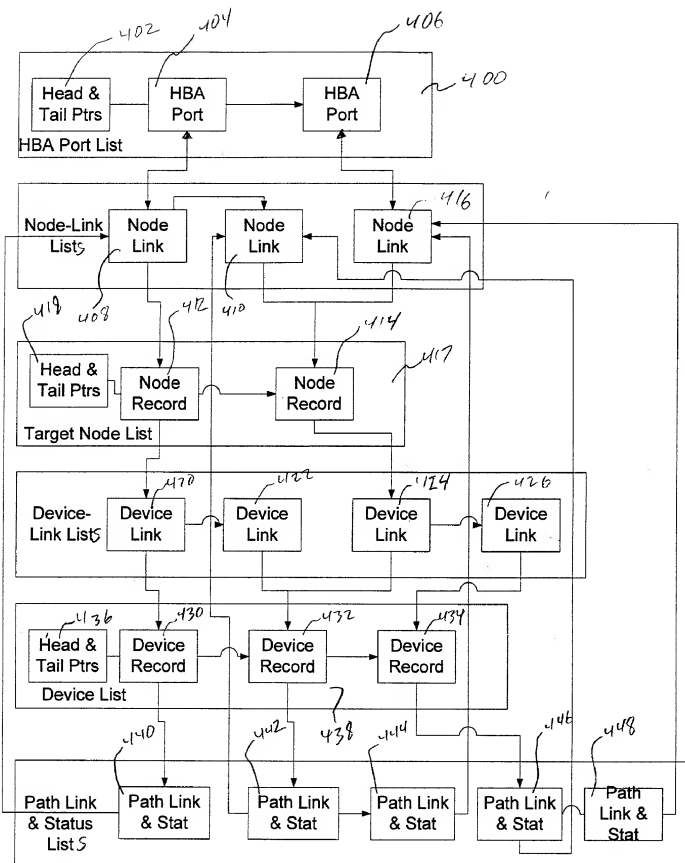 402
404
406
400
Head &
Tail Ptrs
HBA
Port
HBA
Port
HBA Port List
Node-Link
Lists
Node
Link
Node
Link
Node
Link
416
408
410
412
414
418
417
Head &
Tail Ptrs
Node
Record
Node
Record
Target Node List
420
422
424
426
Device-
Link Lists
Device
Link
Device
Link
Device
Link
Device
Link
436
430
432
434
Head &
Tail Ptrs
Device
Record
Device
Record
Device
Record
Device List
438
440
442
444
446
448
Path Link
& Status
Lists
Path Link
& Stat
Path Link
& Stat
Path Link
& Stat
Path Link
& Stat
Path
Link &
Stat